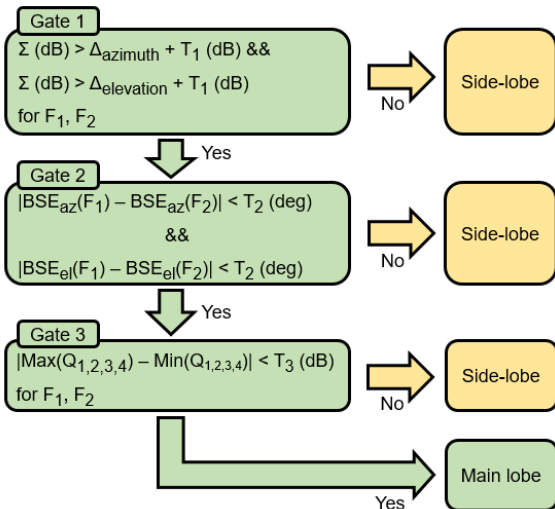 Gate 1
Σ (dB) > Δazimuth + T1 (dB) &&
Σ (dB) > Δelevation + T1 (dB)
for F1, F2
No
Side-lobe
Yes
Gate 2
|BSEaz(F1) – BSEaz(F2)| < T2 (deg)
&&
|BSEel(F1) – BSEel(F2)| < T2 (deg)
No
Side-lobe
Yes
Gate 3
|Max(Q1,2,3,4) – Min(Q1,2,3,4)| < T3 (dB)
for F1, F2
No
Side-lobe
Yes
Main lobe